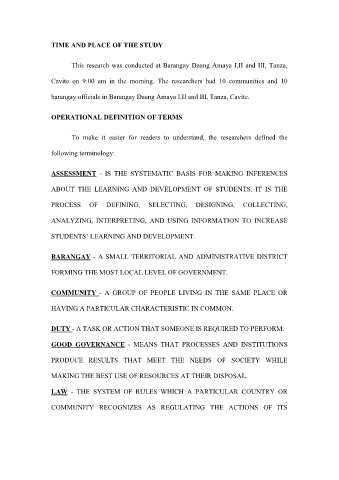 TIME AND PLACE OF THE STUDY
This research was conducted at Barangay Daang Amaya I,II and III, Tanza,
Cavite on 9:00 am in the morning. The researchers had 10 communities and 10
barangay officials in Barangay Daang Amaya I,II and III, Tanza, Cavite.
OPERATIONAL DEFINITION OF TERMS
To make it easier for readers to understand, the researchers defined the
following terminology:
ASSESSMENT - IS THE SYSTEMATIC BASIS FOR MAKING INFERENCES
ABOUT THE LEARNING AND DEVELOPMENT OF STUDENTS. IT IS THE
PROCESS OF DEFINING, SELECTING, DESIGNING, COLLECTING,
ANALYZING, INTERPRETING, AND USING INFORMATION TO INCREASE
STUDENTS' LEARNING AND DEVELOPMENT.
BARANGAY - A SMALL TERRITORIAL AND ADMINISTRATIVE DISTRICT
FORMING THE MOST LOCAL LEVEL OF GOVERNMENT.
COMMUNITY - A GROUP OF PEOPLE LIVING IN THE SAME PLACE OR
HAVING A PARTICULAR CHARACTERISTIC IN COMMON.
DUTY - A TASK OR ACTION THAT SOMEONE IS REQUIRED TO PERFORM.
GOOD GOVERNANCE - MEANS THAT PROCESSES AND INSTITUTIONS
PRODUCE RESULTS THAT MEET THE NEEDS OF SOCIETY WHILE
MAKING THE BEST USE OF RESOURCES AT THEIR DISPOSAL.
LAW - THE SYSTEM OF RULES WHICH A PARTICULAR COUNTRY OR
COMMUNITY RECOGNIZES AS REGULATING THE ACTIONS OF ITS